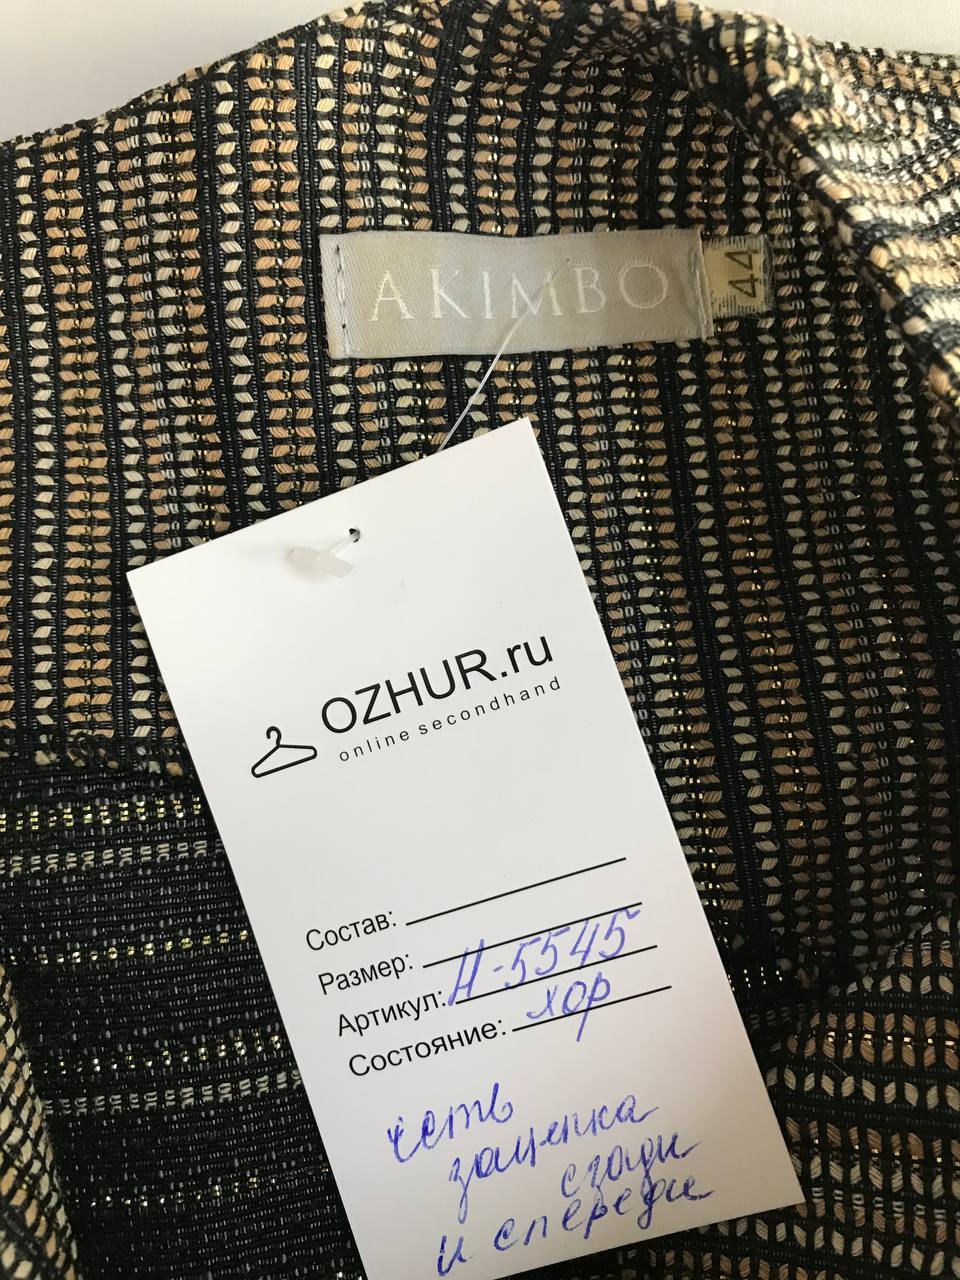 AKIMBO
44
OZHUR.ru
online secondhand
Состав:
Размер:
Артикул: Н-5545
Состояние: хор
есть
зацепка
сзади
и спереди